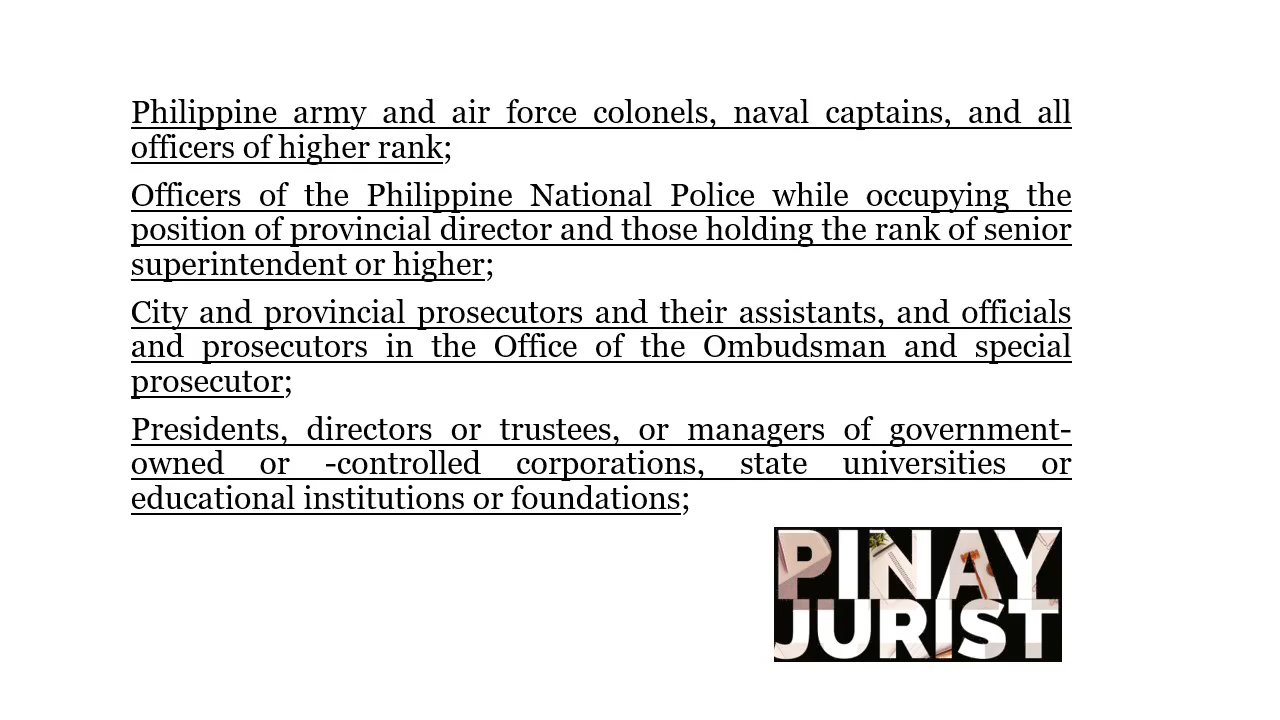 Philippine army and air force colonels, naval captains, and all
officers of higher rank;
Officers of the Philippine National Police while occupying the
position of provincial director and those holding the rank of senior
superintendent or higher;
City and provincial prosecutors and their assistants, and officials
and prosecutors in the Office of the Ombudsman and special
prosecutor;
Presidents, directors or trustees, or managers of government-
owned or -controlled corporations, state universities or
educational institutions or foundations;
PINAY
JURIST